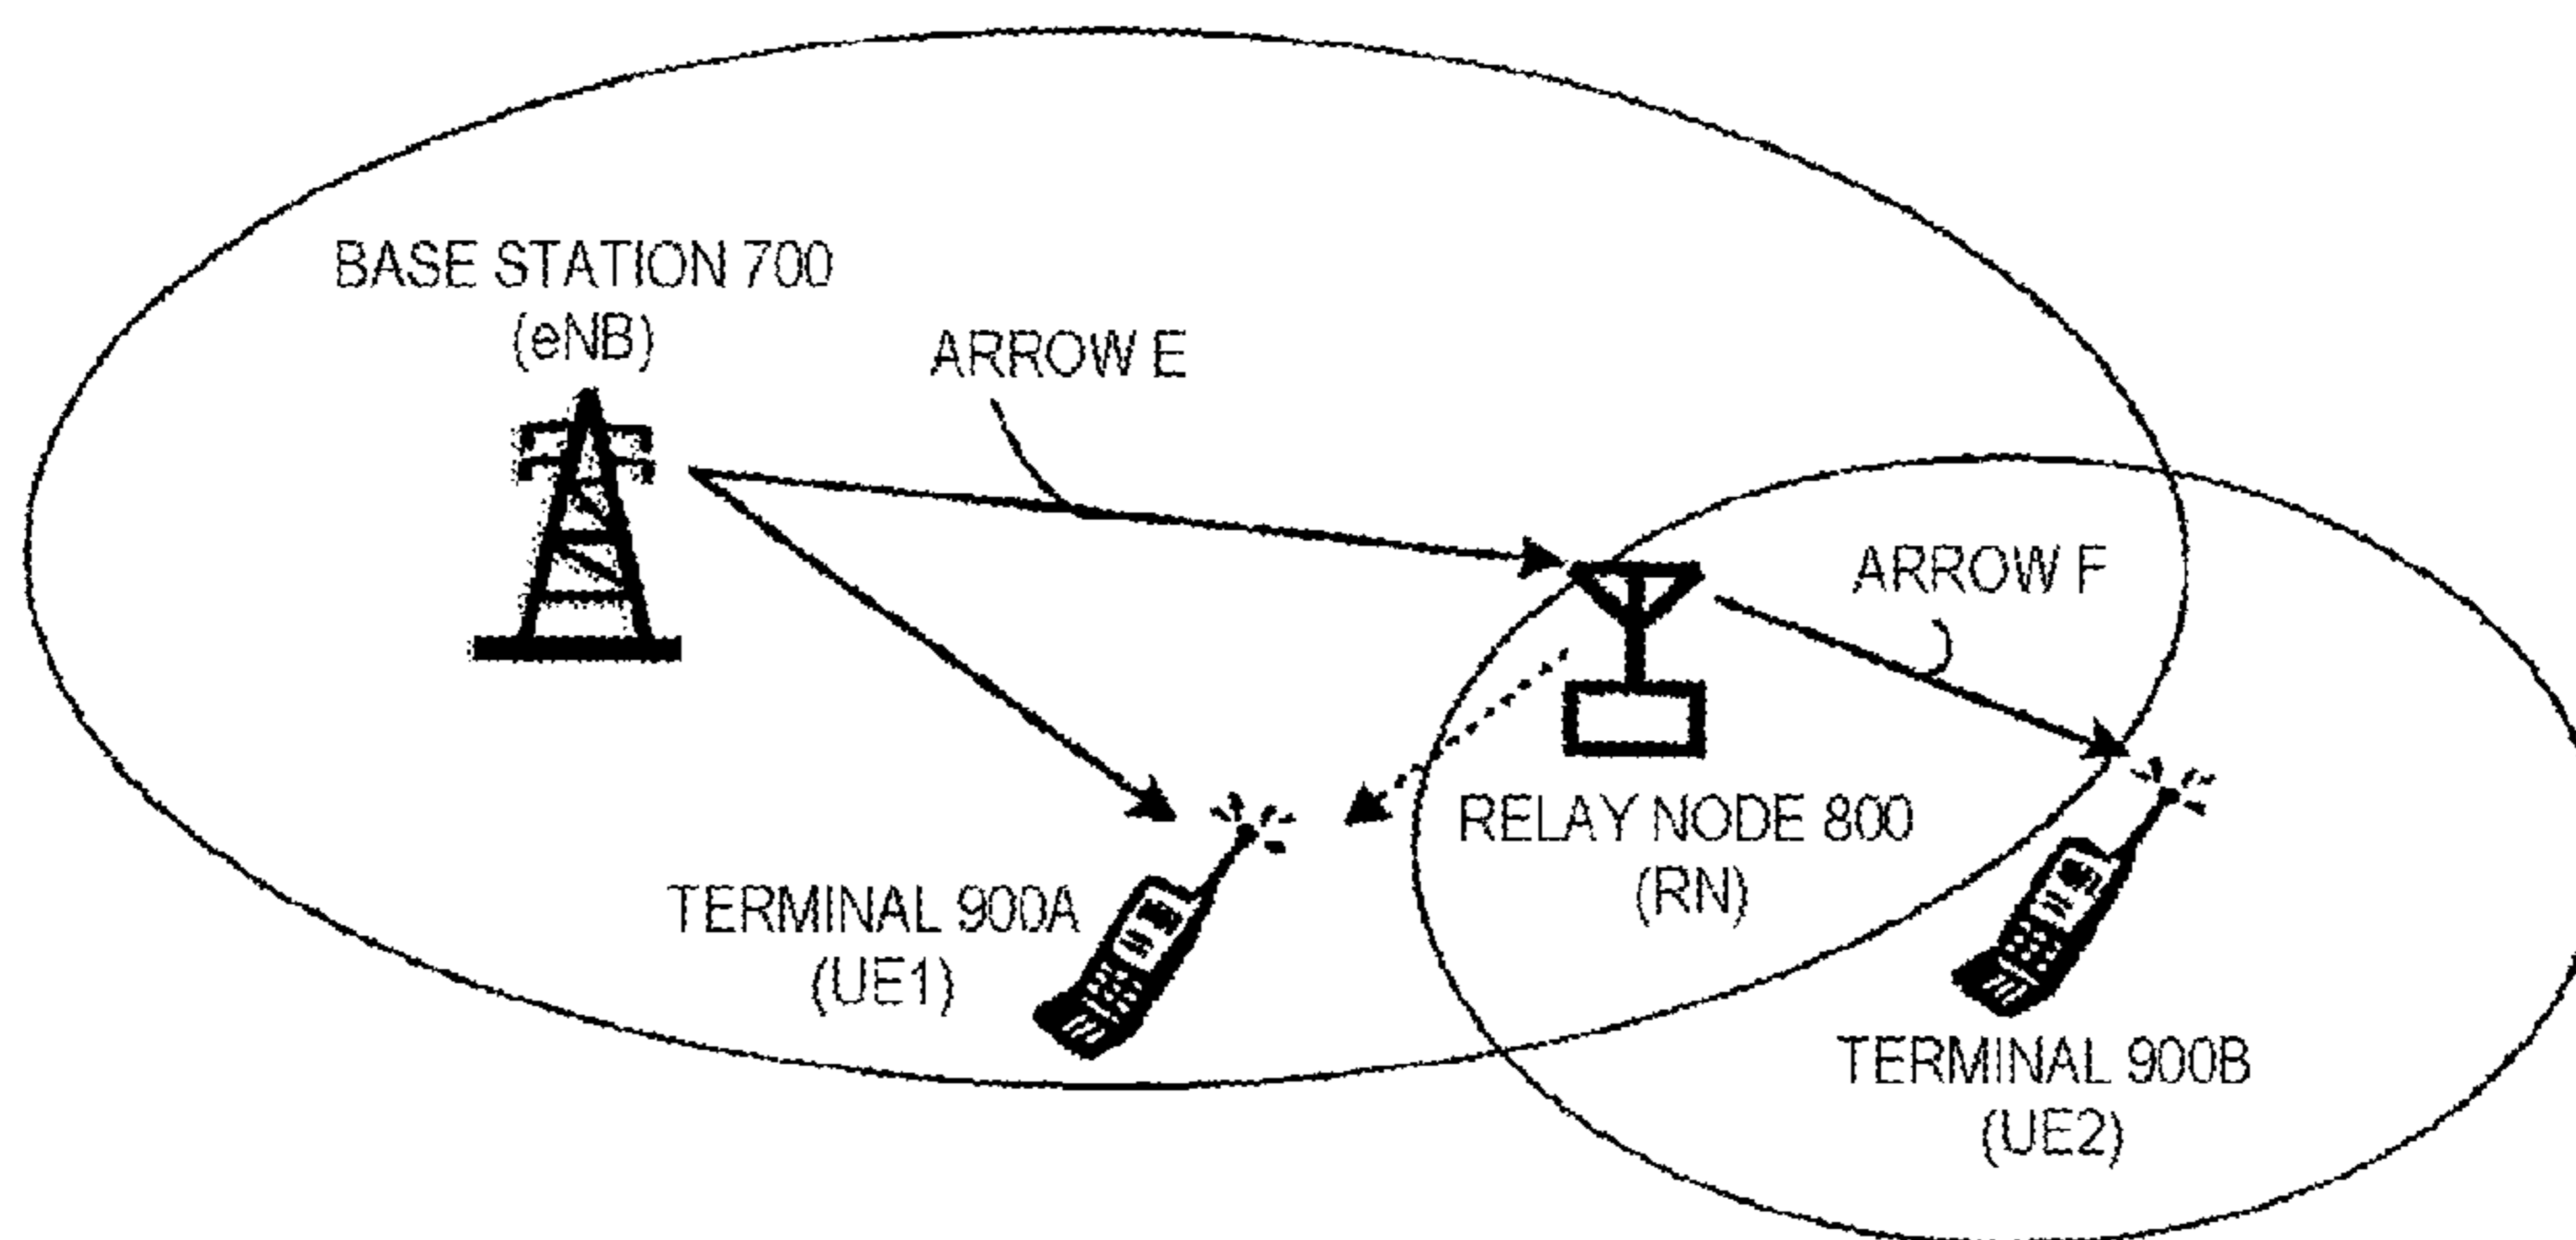 BASE STATION 700
(eNB)
ARROW E
ARROW F
RELAY NODE 800
(RN)
TERMINAL 900A
(UE1)
TERMINAL 900B
(UE2)